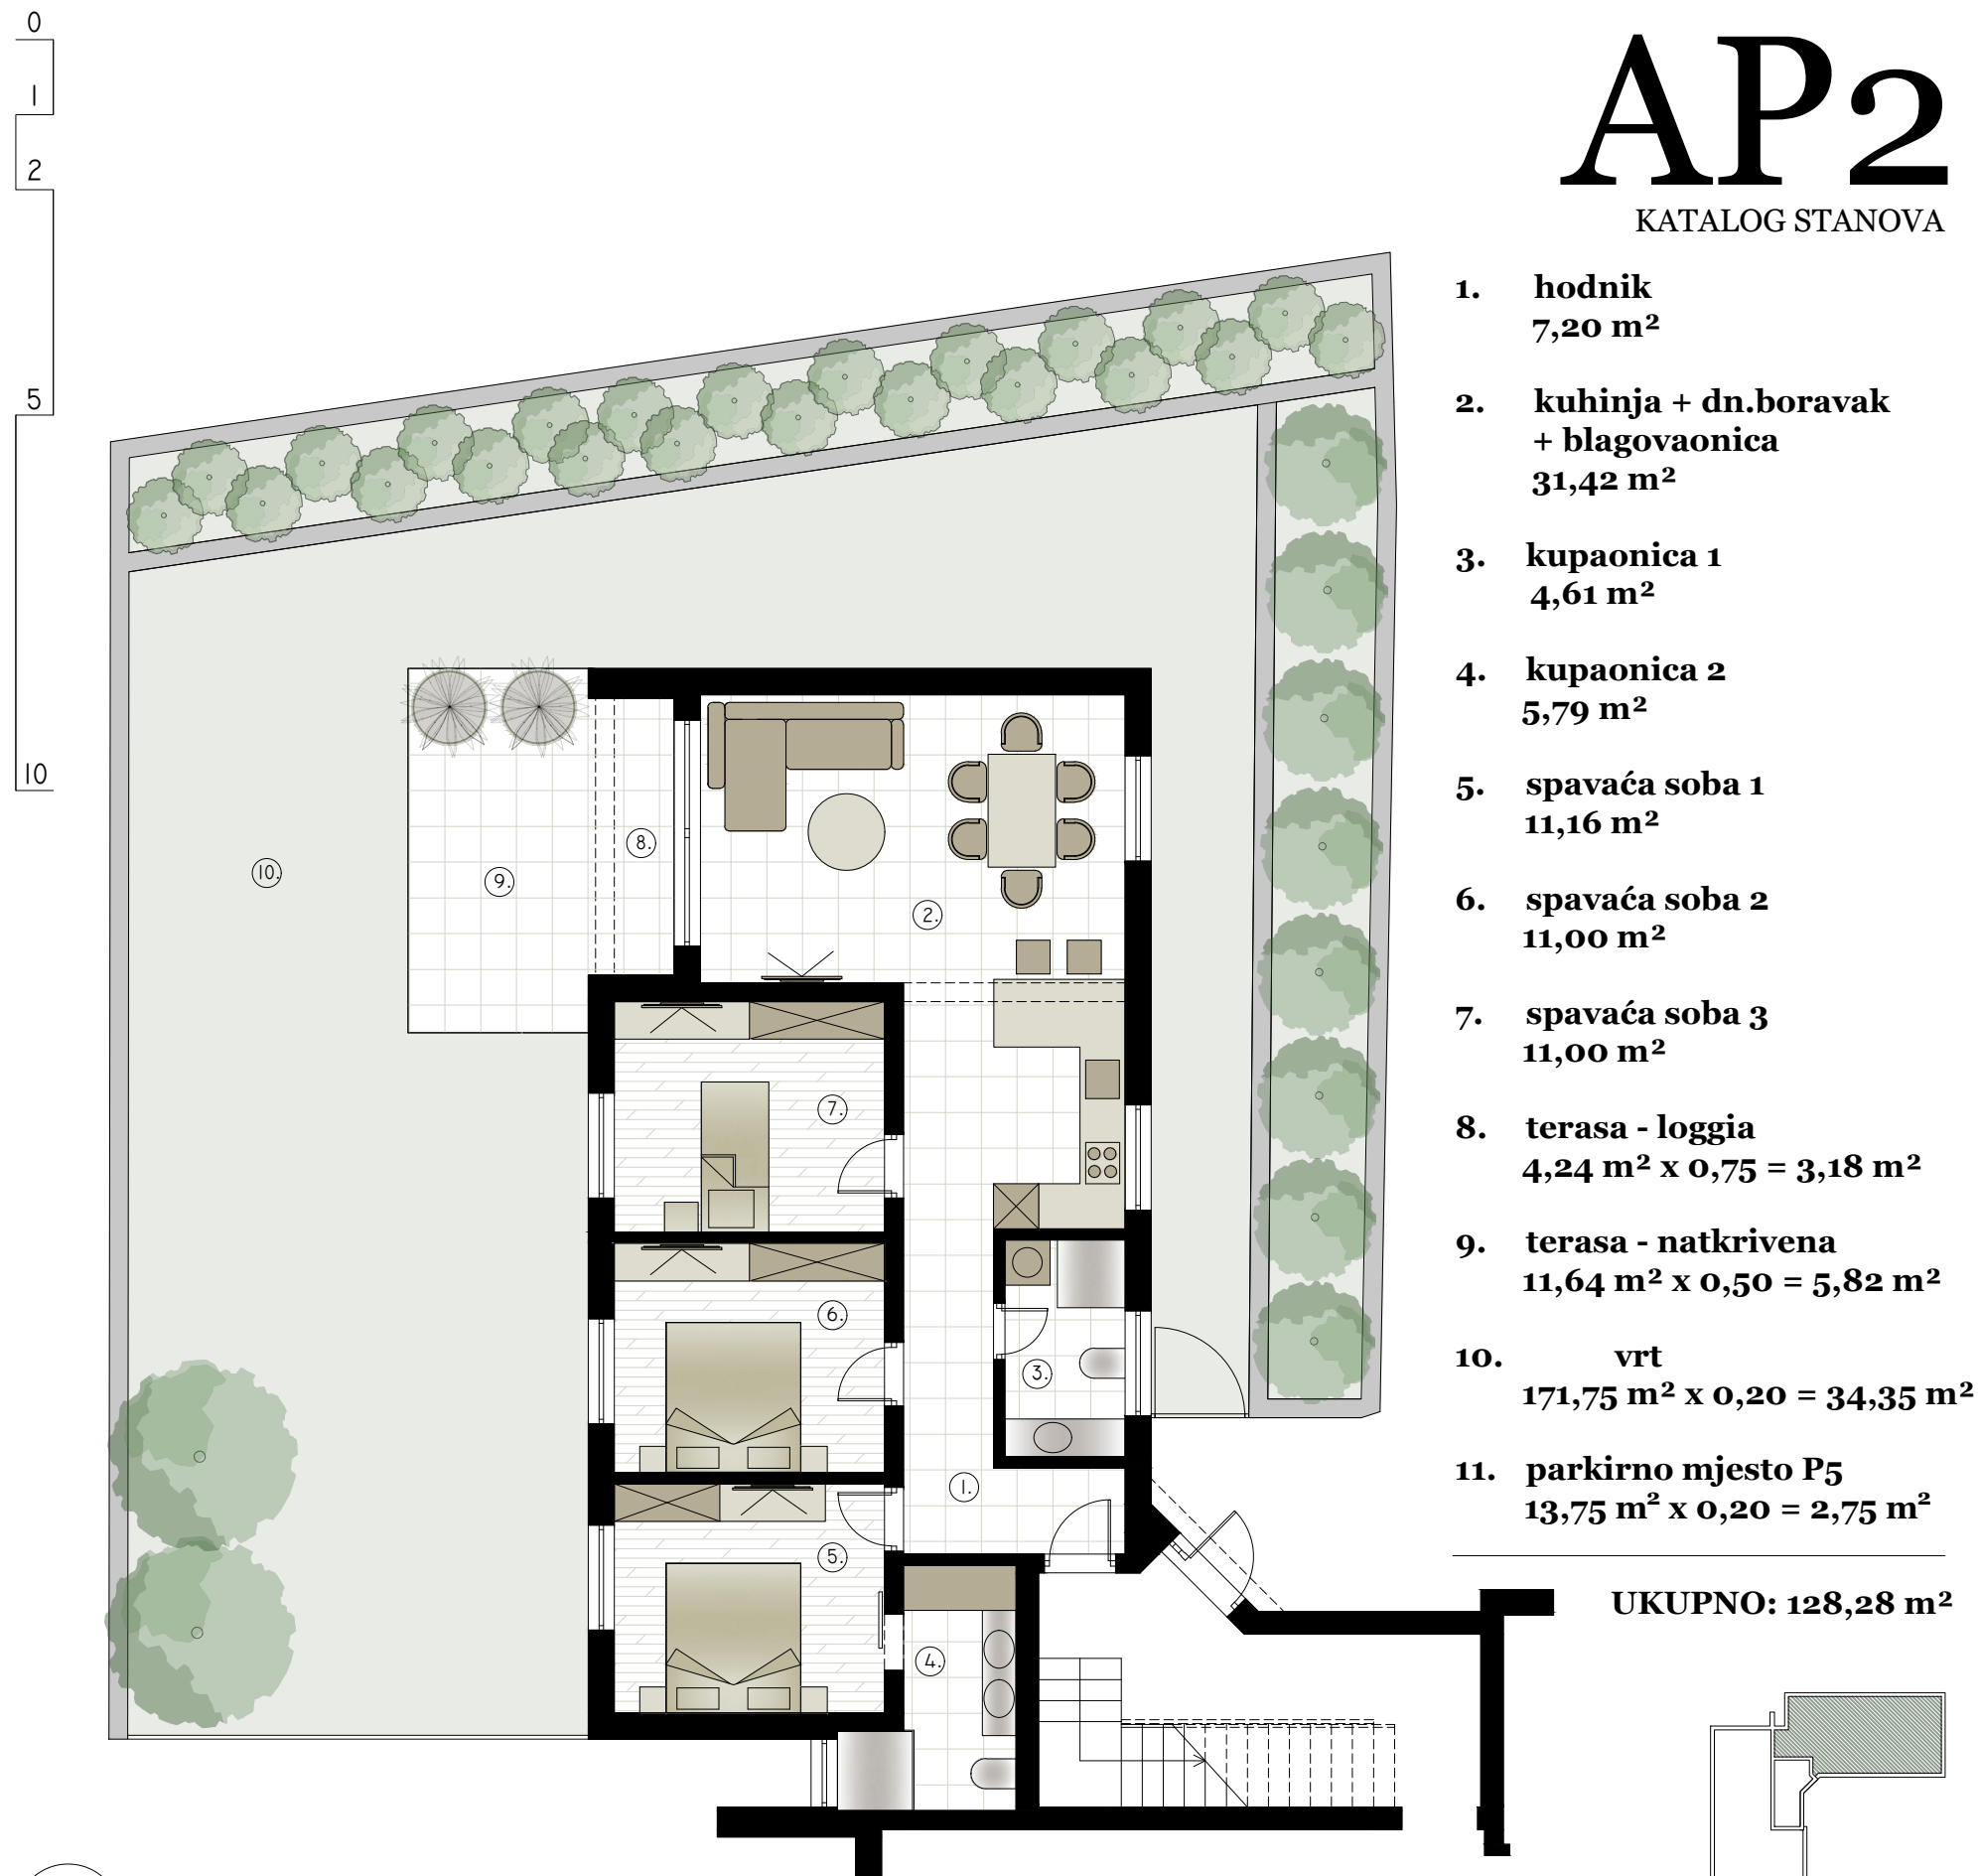 0
1
2
5
10
AP2
KATALOG STANOVA
1. hodnik
7,20 m²
2. kuhinja + dn.boravak
+ blagovaonica
31,42 m²
3. kupaonica 1
4,61 m²
4. kupaonica 2
5,79 m²
5. spavaća soba 1
11,16 m²
6. spavaća soba 2
11,00 m²
7. spavaća soba 3
11,00 m²
8. terasa - loggia
4,24 m² x 0,75 = 3,18 m²
9. terasa - natkrivena
11,64 m² x 0,50 = 5,82 m²
10. vrt
171,75 m² x 0,20 = 34,35 m²
11. parkirno mjesto P5
13,75 m² x 0,20 = 2,75 m²
UKUPNO: 128,28 m²
8.
10.
9.
2.
7.
6.
3.
1.
5.
4.